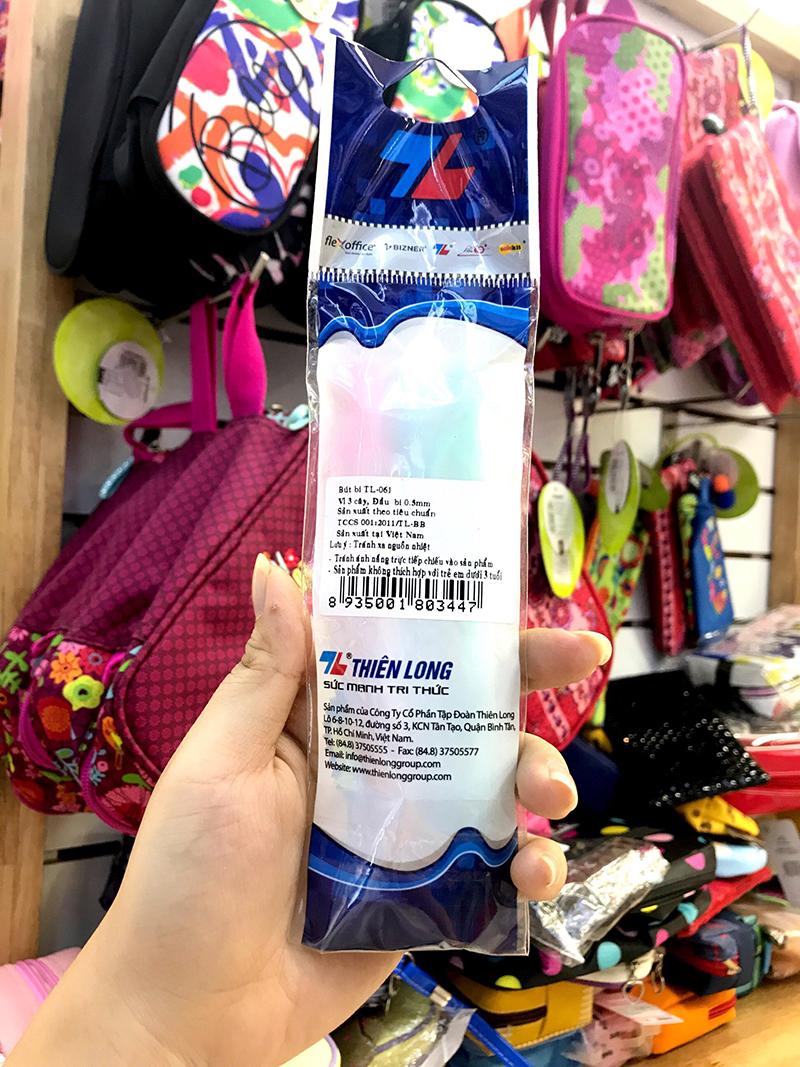 TL®
flexoffice BIZNER TL
Bút bi TL-061
Vỉ 3 cây, Đầu bi 0.5mm
Sản xuất theo tiêu chuẩn
TCCS 001:2011/TL-BB
Sản xuất tại Việt Nam
Lưu ý : Tránh xa nguồn nhiệt
- Tránh ánh nắng trực tiếp chiếu vào sản phẩm
- Sản phẩm không thích hợp với trẻ em dưới 3 tuổi
8 935001 803447
TL® THIÊN LONG
SỨC MẠNH TRI THỨC
Sản phẩm của Công Ty Cổ Phần Tập Đoàn Thiên Long
Lô 6-8-10-12, đường số 3, KCN Tân Tạo, Quận Bình Tân,
TP. Hồ Chí Minh, Việt Nam.
Tel: (84.8) 37505555 - Fax: (84.8) 37505577
Email: info@thienlonggroup.com
Website: www.thienlonggroup.com